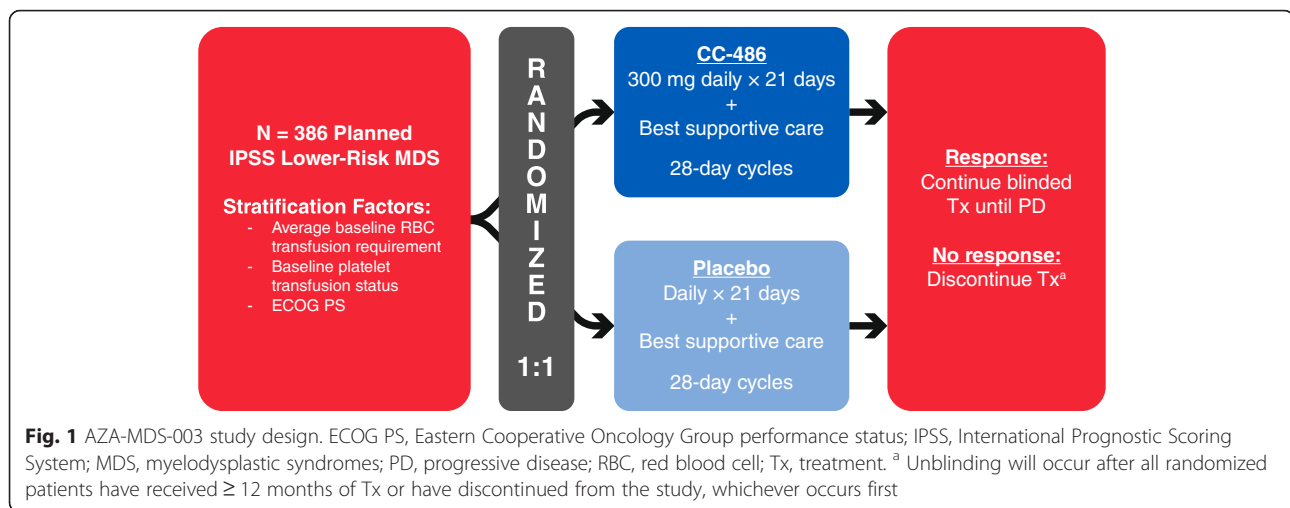 N = 386 Planned
IPSS Lower-Risk MDS
Stratification Factors:
- Average baseline RBC
transfusion requirement
- Baseline platelet
transfusion status
- ECOG PS
RANDOMIZED
1:1
CC-486
300 mg daily × 21 days
+
Best supportive care
28-day cycles
Placebo
Daily × 21 days
+
Best supportive care
28-day cycles
Response:
Continue blinded
Tx until PD
No response:
Discontinue Txᵃ
Fig. 1 AZA-MDS-003 study design. ECOG PS, Eastern Cooperative Oncology Group performance status; IPSS, International Prognostic Scoring
System; MDS, myelodysplastic syndromes; PD, progressive disease; RBC, red blood cell; Tx, treatment. ᵃ Unblinding will occur after all randomized
patients have received ≥ 12 months of Tx or have discontinued from the study, whichever occurs first